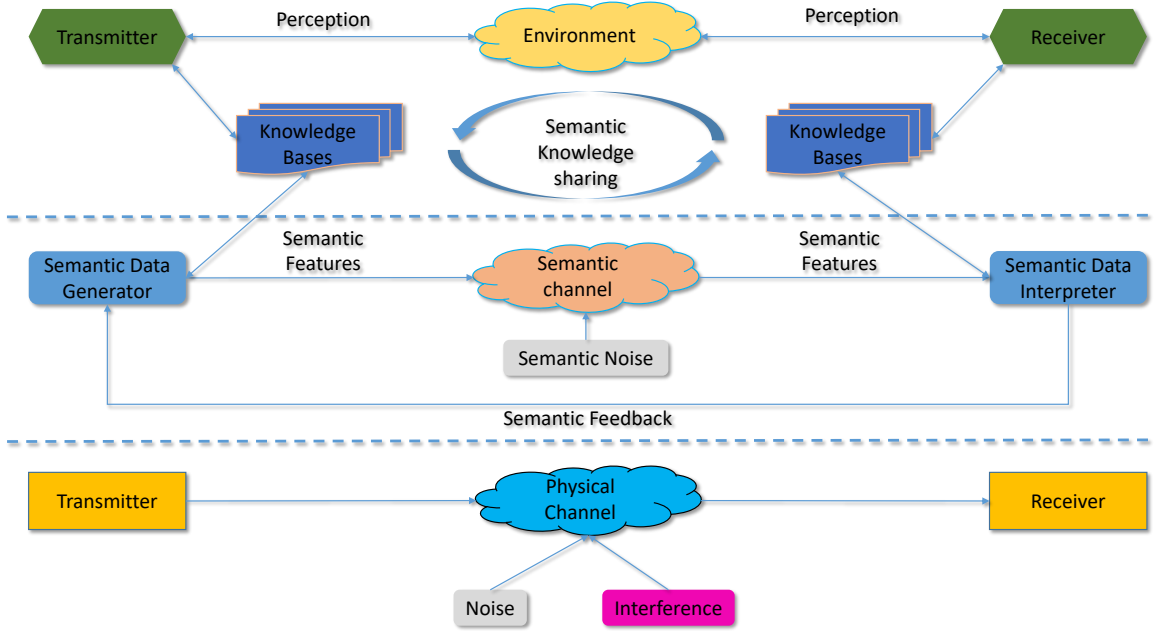 Transmitter
Perception
Environment
Perception
Receiver
Knowledge
Bases
Semantic
Knowledge
sharing
Knowledge
Bases
Semantic Data
Generator
Semantic
Features
Semantic
channel
Semantic
Features
Semantic Data
Interpreter
Semantic Noise
Semantic Feedback
Transmitter
Physical
Channel
Receiver
Noise
Interference